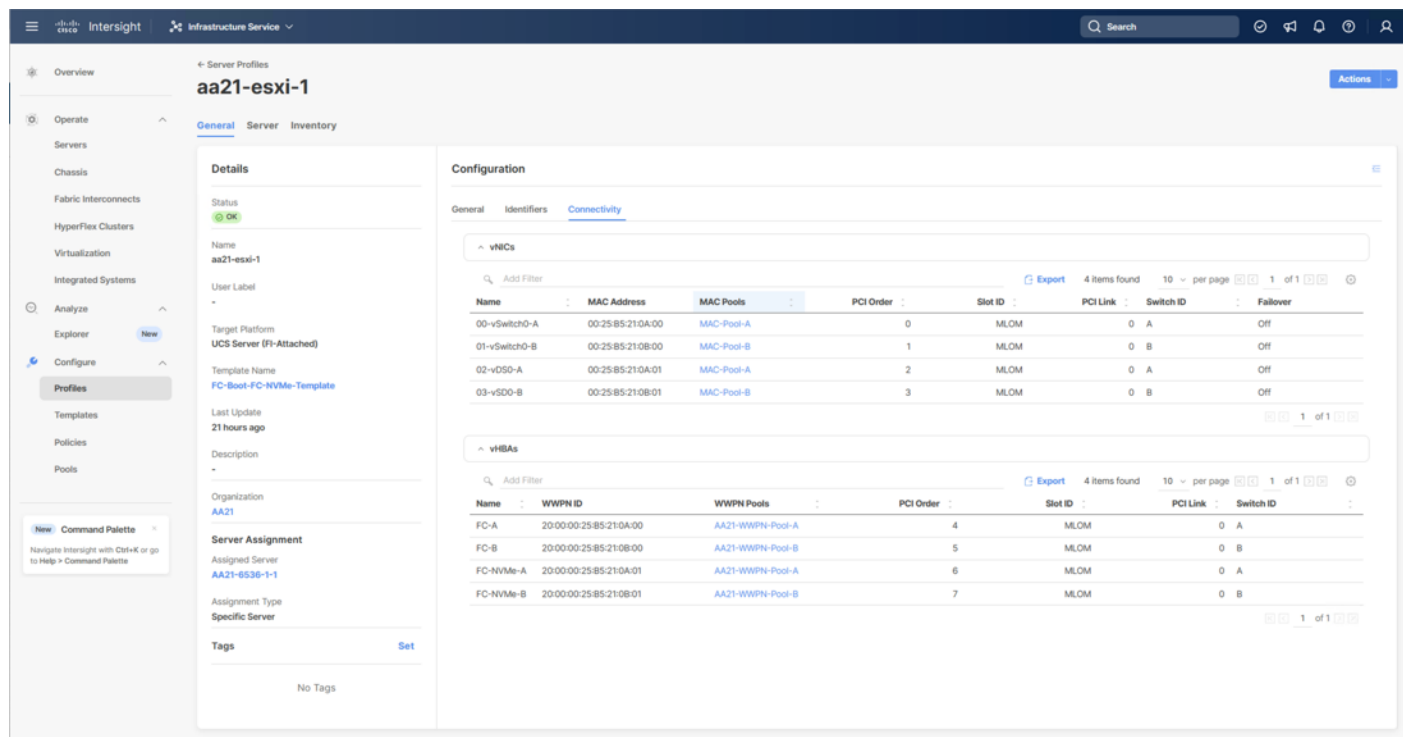 cisco Intersight Infrastructure Service Search
Overview
Operate
Servers
Chassis
Fabric Interconnects
HyperFlex Clusters
Virtualization
Integrated Systems
Analyze
Explorer New
Configure
Profiles
Templates
Policies
Pools
New Command Palette ×
Navigate Intersight with Ctrl+K or go
to Help > Command Palette
← Server Profiles
aa21-esxi-1
Actions
General Server Inventory
Details
Status
OK
Name
aa21-esxi-1
User Label
-
Target Platform
UCS Server (FI-Attached)
Template Name
FC-Boot-FC-NVMe-Template
Last Update
21 hours ago
Description
-
Organization
AA21
Server Assignment
Assigned Server
AA21-6536-1-1
Assignment Type
Specific Server
Tags Set
No Tags
Configuration
General Identifiers Connectivity
vNICs
Add Filter Export 4 items found 10 per page 1 of 1
Name MAC Address MAC Pools PCI Order Slot ID PCI Link Switch ID Failover
00-vSwitch0-A 00:25:B5:21:0A:00 MAC-Pool-A 0 MLOM 0 A Off
01-vSwitch0-B 00:25:B5:21:0B:00 MAC-Pool-B 1 MLOM 0 B Off
02-vDS0-A 00:25:B5:21:0A:01 MAC-Pool-A 2 MLOM 0 A Off
03-vSD0-B 00:25:B5:21:0B:01 MAC-Pool-B 3 MLOM 0 B Off
1 of 1
vHBAs
Add Filter Export 4 items found 10 per page 1 of 1
Name WWPN ID WWPN Pools PCI Order Slot ID PCI Link Switch ID
FC-A 20:00:00:25:B5:21:0A:00 AA21-WWPN-Pool-A 4 MLOM 0 A
FC-B 20:00:00:25:B5:21:0B:00 AA21-WWPN-Pool-B 5 MLOM 0 B
FC-NVMe-A 20:00:00:25:B5:21:0A:01 AA21-WWPN-Pool-A 6 MLOM 0 A
FC-NVMe-B 20:00:00:25:B5:21:0B:01 AA21-WWPN-Pool-B 7 MLOM 0 B
1 of 1